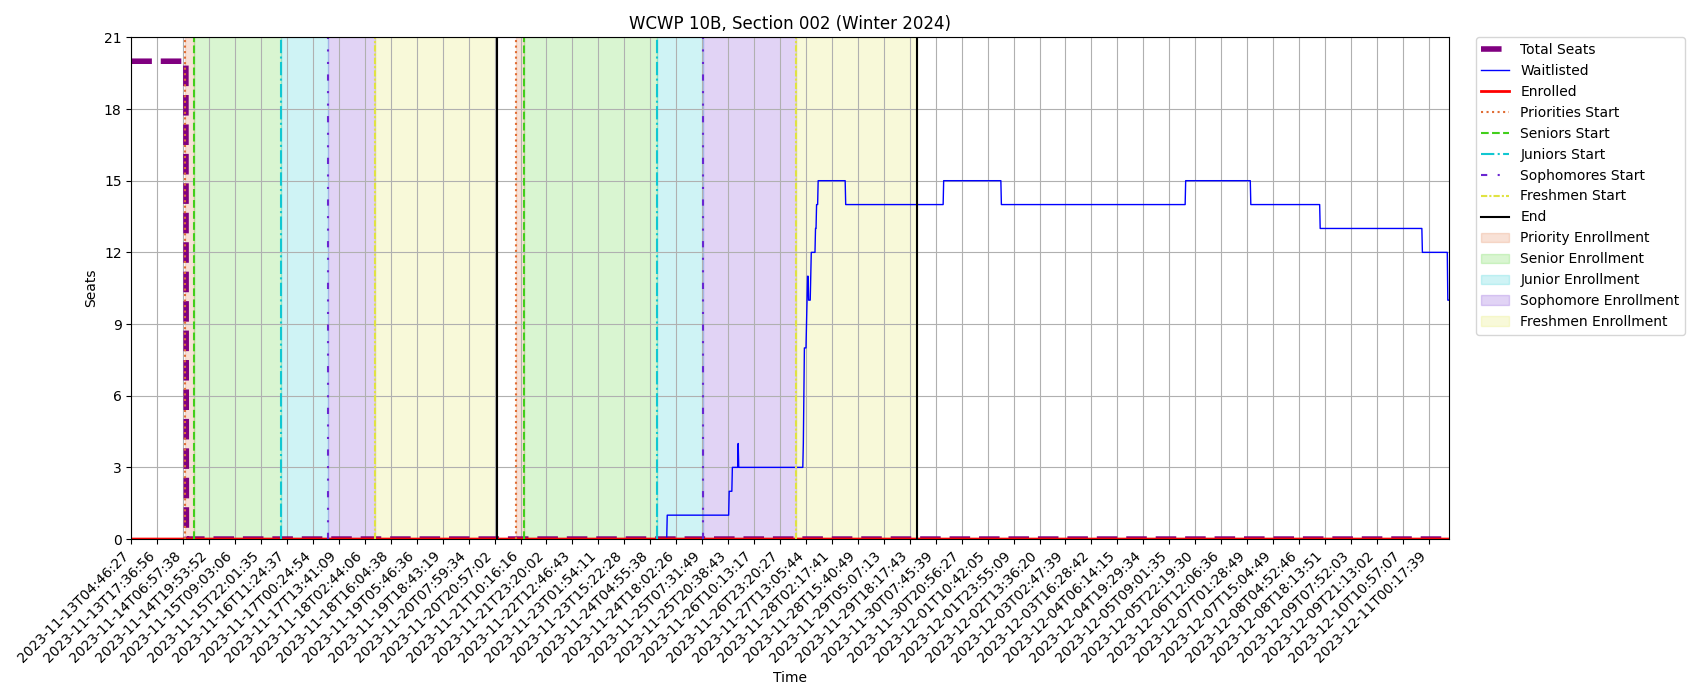 WCWP 10B, Section 002 (Winter 2024)
21
18
15
12
9
6
3
0
Seats
2023-11-13T04:46:27
2023-11-13T17:36:56
2023-11-14T06:57:38
2023-11-14T19:53:52
2023-11-15T09:03:06
2023-11-15T22:01:35
2023-11-16T11:24:37
2023-11-17T00:24:54
2023-11-17T13:41:09
2023-11-18T02:44:06
2023-11-18T16:04:38
2023-11-19T05:46:36
2023-11-19T18:43:19
2023-11-20T07:59:34
2023-11-20T20:57:02
2023-11-21T10:16:16
2023-11-21T23:20:02
2023-11-22T12:46:43
2023-11-23T01:54:11
2023-11-23T15:22:28
2023-11-24T04:55:38
2023-11-24T18:02:26
2023-11-25T07:31:49
2023-11-25T20:38:43
2023-11-26T10:13:17
2023-11-26T23:20:27
2023-11-27T13:05:44
2023-11-28T02:17:41
2023-11-28T15:40:49
2023-11-29T05:07:13
2023-11-29T18:17:43
2023-11-30T07:45:39
2023-11-30T20:56:27
2023-12-01T10:42:05
2023-12-01T23:55:09
2023-12-02T13:36:20
2023-12-03T02:47:39
2023-12-03T16:28:42
2023-12-04T06:14:15
2023-12-04T19:29:34
2023-12-05T09:01:35
2023-12-05T22:19:30
2023-12-06T12:06:36
2023-12-07T01:28:49
2023-12-07T15:04:49
2023-12-08T04:52:46
2023-12-08T18:13:51
2023-12-09T07:52:03
2023-12-09T21:13:02
2023-12-10T10:57:07
2023-12-11T00:17:39
Time
Total Seats
Waitlisted
Enrolled
Priorities Start
Seniors Start
Juniors Start
Sophomores Start
Freshmen Start
End
Priority Enrollment
Senior Enrollment
Junior Enrollment
Sophomore Enrollment
Freshmen Enrollment